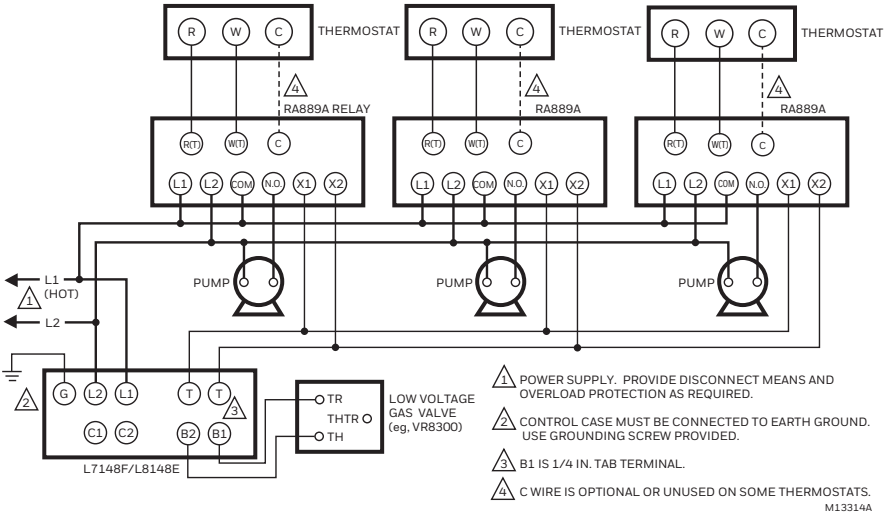 R W C THERMOSTAT R W C THERMOSTAT R W C THERMOSTAT
4 4 4
RA889A RELAY RA889A RA889A
R(T) W(T) C R(T) W(T) C R(T) W(T) C
L1 L2 COM N.O. X1 X2 L1 L2 COM N.O. X1 X2 L1 L2 COM N.O. X1 X2
PUMP PUMP PUMP
L1
(HOT)
1
L2
2 G L2 L1 T T
3
C1 C2 B2 B1
L7148F/L8148E
TR
THTR
TH
LOW VOLTAGE
GAS VALVE
(eg, VR8300)
1 POWER SUPPLY. PROVIDE DISCONNECT MEANS AND
OVERLOAD PROTECTION AS REQUIRED.
2 CONTROL CASE MUST BE CONNECTED TO EARTH GROUND.
USE GROUNDING SCREW PROVIDED.
3 B1 IS 1/4 IN. TAB TERMINAL.
4 C WIRE IS OPTIONAL OR UNUSED ON SOME THERMOSTATS.
M13314A